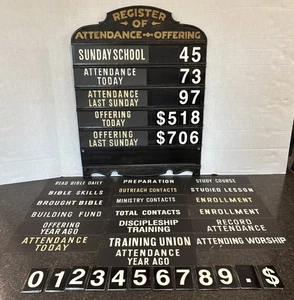 REGISTER
OF
ATTENDANCE AND OFFERING
SUNDAY SCHOOL 45
ATTENDANCE TODAY 73
ATTENDANCE LAST SUNDAY 97
OFFERING TODAY $518
OFFERING LAST SUNDAY $706
READ BIBLE DAILY PREPARATION STUDY COURSE
BIBLE SKILLS OUTREACH CONTACTS STUDIED LESSON
BROUGHT BIBLE MINISTRY CONTACTS ENROLLMENT
BUILDING FUND TOTAL CONTACTS ENROLLMENT
OFFERING YEAR AGO DISCIPLESHIP TRAINING RECORD ATTENDANCE
ATTENDANCE TODAY TRAINING UNION ATTENDING WORSHIP
ATTENDANCE YEAR AGO
0 1 2 3 4 5 6 7 8 9 . $